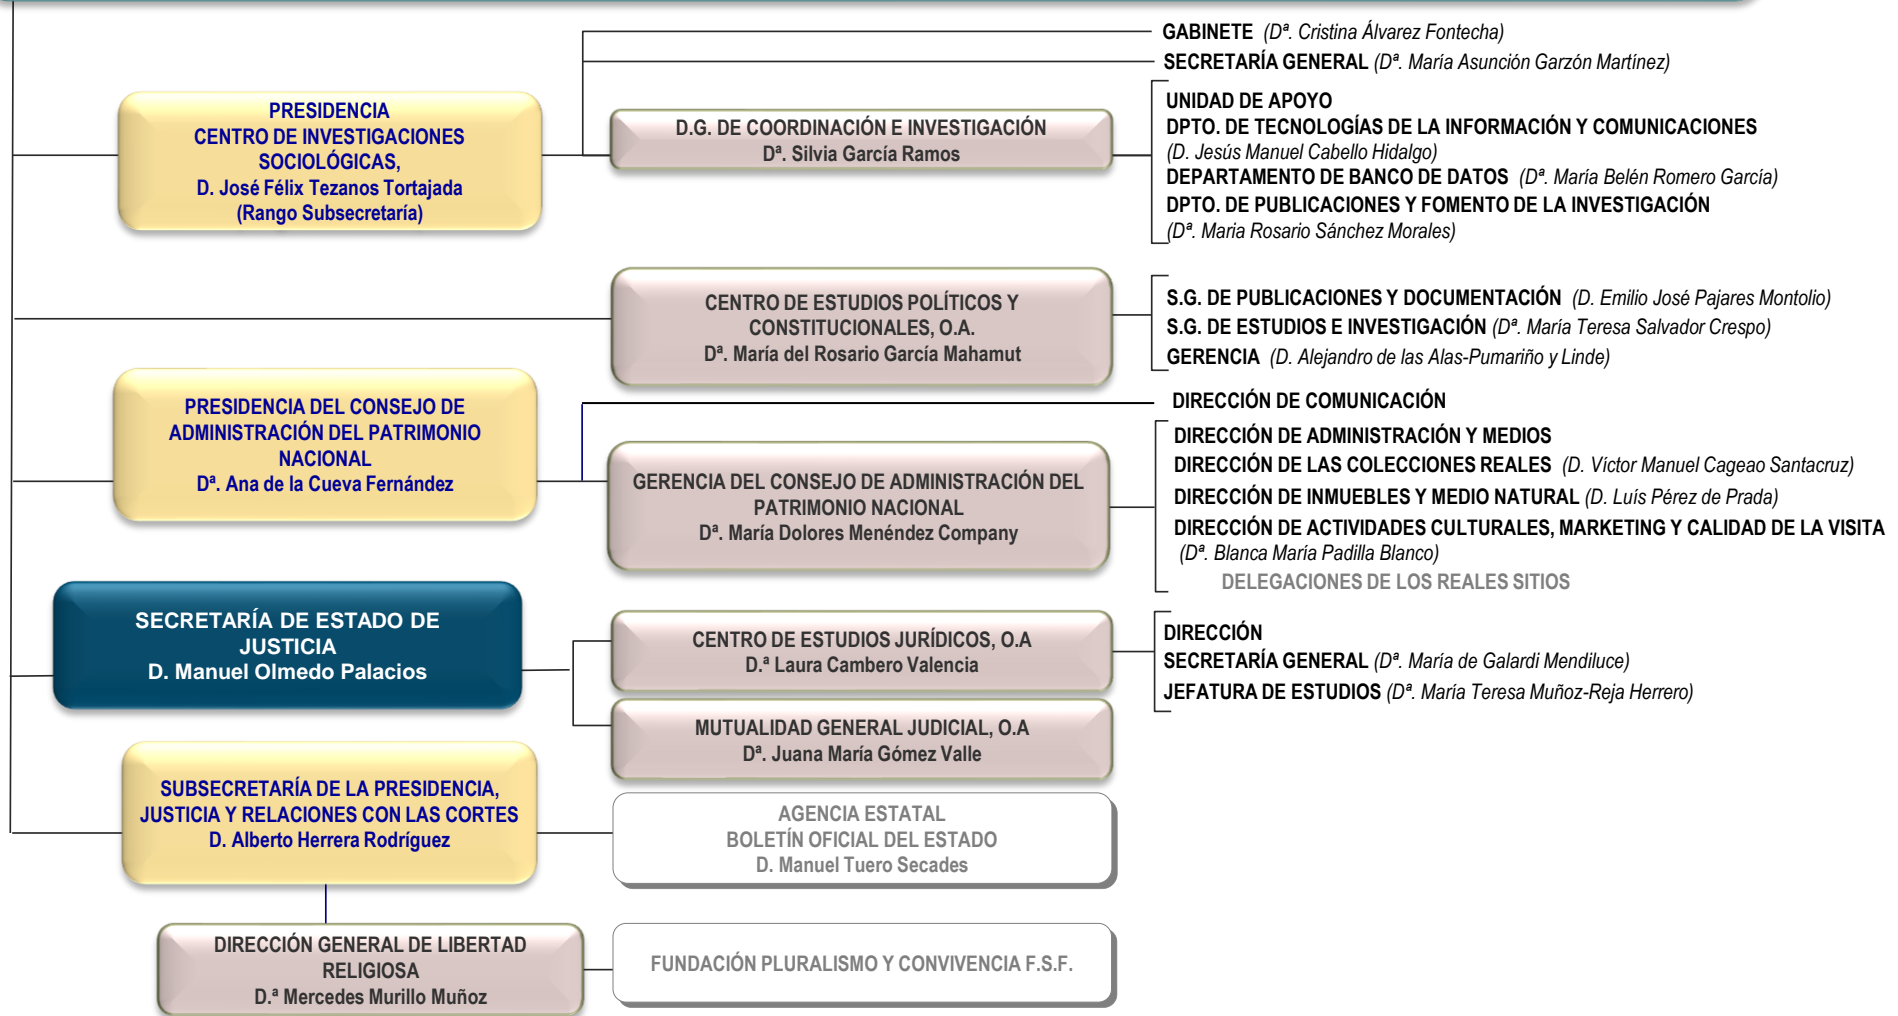 GABINETE (Dª. Cristina Álvarez Fontecha)
SECRETARÍA GENERAL (Dª. María Asunción Garzón Martínez)
PRESIDENCIA
CENTRO DE INVESTIGACIONES
SOCIOLÓGICAS,
D. José Félix Tezanos Tortajada
(Rango Subsecretaría)
D.G. DE COORDINACIÓN E INVESTIGACIÓN
Dª. Silvia García Ramos
UNIDAD DE APOYO
DPTO. DE TECNOLOGÍAS DE LA INFORMACIÓN Y COMUNICACIONES
(D. Jesús Manuel Cabello Hidalgo)
DEPARTAMENTO DE BANCO DE DATOS (Dª. María Belén Romero García)
DPTO. DE PUBLICACIONES Y FOMENTO DE LA INVESTIGACIÓN
(Dª. Maria Rosario Sánchez Morales)
CENTRO DE ESTUDIOS POLÍTICOS Y
CONSTITUCIONALES, O.A.
Dª. María del Rosario García Mahamut
S.G. DE PUBLICACIONES Y DOCUMENTACIÓN (D. Emilio José Pajares Montolio)
S.G. DE ESTUDIOS E INVESTIGACIÓN (Dª. María Teresa Salvador Crespo)
GERENCIA (D. Alejandro de las Alas-Pumariño y Linde)
PRESIDENCIA DEL CONSEJO DE
ADMINISTRACIÓN DEL PATRIMONIO
NACIONAL
Dª. Ana de la Cueva Fernández
DIRECCIÓN DE COMUNICACIÓN
GERENCIA DEL CONSEJO DE ADMINISTRACIÓN DEL
PATRIMONIO NACIONAL
Dª. María Dolores Menéndez Company
DIRECCIÓN DE ADMINISTRACIÓN Y MEDIOS
DIRECCIÓN DE LAS COLECCIONES REALES (D. Víctor Manuel Cageao Santacruz)
DIRECCIÓN DE INMUEBLES Y MEDIO NATURAL (D. Luís Pérez de Prada)
DIRECCIÓN DE ACTIVIDADES CULTURALES, MARKETING Y CALIDAD DE LA VISITA
(Dª. Blanca María Padilla Blanco)
DELEGACIONES DE LOS REALES SITIOS
SECRETARÍA DE ESTADO DE
JUSTICIA
D. Manuel Olmedo Palacios
CENTRO DE ESTUDIOS JURÍDICOS, O.A
D.ª Laura Cambero Valencia
DIRECCIÓN
SECRETARÍA GENERAL (Dª. María de Galardi Mendiluce)
JEFATURA DE ESTUDIOS (Dª. María Teresa Muñoz-Reja Herrero)
MUTUALIDAD GENERAL JUDICIAL, O.A
Dª. Juana María Gómez Valle
SUBSECRETARÍA DE LA PRESIDENCIA,
JUSTICIA Y RELACIONES CON LAS CORTES
D. Alberto Herrera Rodríguez
AGENCIA ESTATAL
BOLETÍN OFICIAL DEL ESTADO
D. Manuel Tuero Secades
DIRECCIÓN GENERAL DE LIBERTAD
RELIGIOSA
D.ª Mercedes Murillo Muñoz
FUNDACIÓN PLURALISMO Y CONVIVENCIA F.S.F.